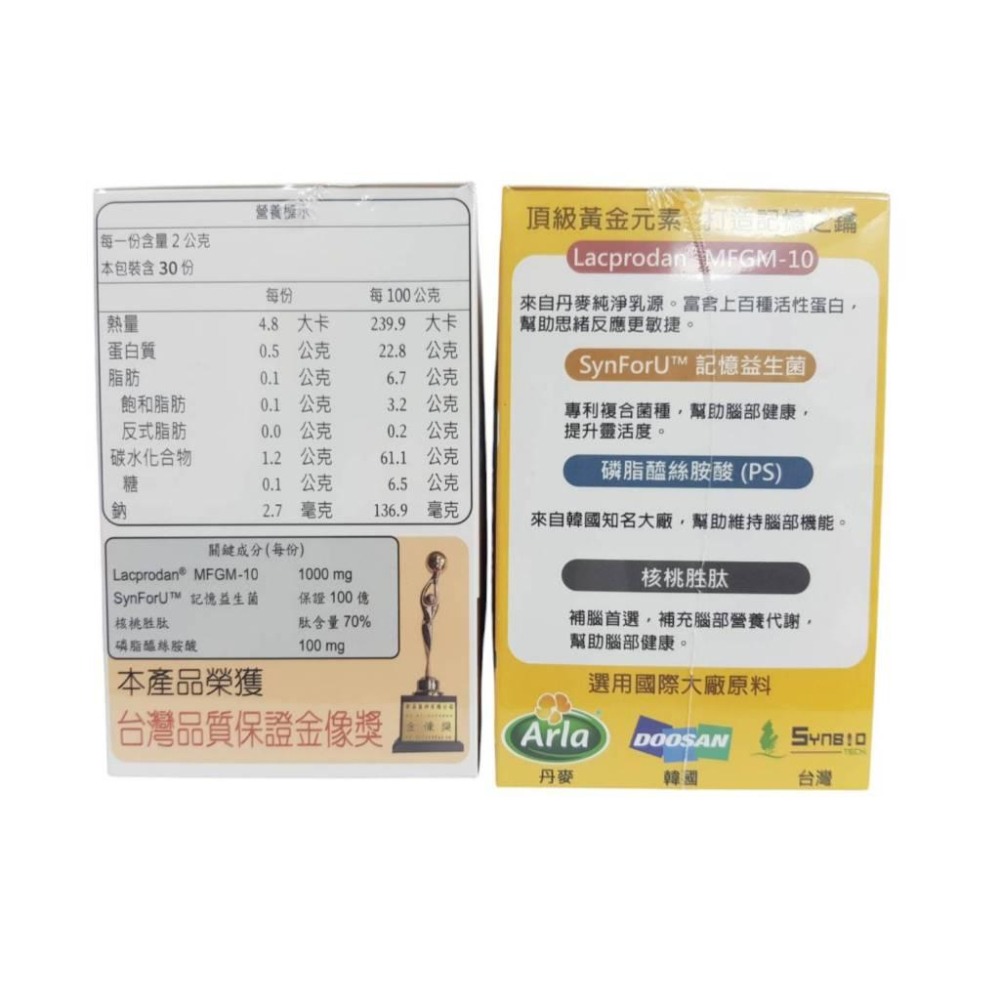 營養標示
每一份含量 2 公克
本包裝含 30 份
每份 每 100 公克
熱量 4.8 大卡 239.9 大卡
蛋白質 0.5 公克 22.8 公克
脂肪 0.1 公克 6.7 公克
飽和脂肪 0.1 公克 3.2 公克
反式脂肪 0.0 公克 0.2 公克
碳水化合物 1.2 公克 61.1 公克
糖 0.1 公克 6.5 公克
鈉 2.7 毫克 136.9 毫克
關鍵成分(每份)
Lacprodan® MFGM-10 1000 mg
SynForU™ 記憶益生菌 保證 100 億
核桃胜肽 肽含量 70%
磷脂醯絲胺酸 100 mg
本產品榮獲
台灣品質保證金像獎
金像獎
頂級黃金元素 打造記憶之鑰
Lacprodan® MFGM-10
來自丹麥純淨乳源。富含上百種活性蛋白,
幫助思緒反應更敏捷。
SynForU™ 記憶益生菌
專利複合菌種,幫助腦部健康,
提升靈活度。
磷脂醯絲胺酸 (PS)
來自韓國知名大廠,幫助維持腦部機能。
核桃胜肽
補腦首選,補充腦部營養代謝,
幫助腦部健康。
選用國際大廠原料
Arla DOOSAN SYNBIO
TECH
丹麥 韓國 台灣